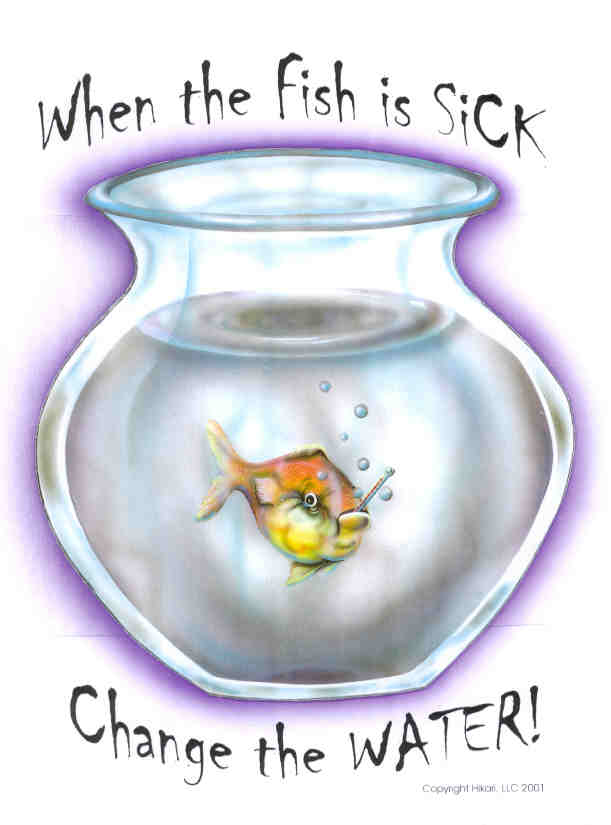 When the Fish is SiCK
Change the WATER!
Copyright Hikari, LLC 2001